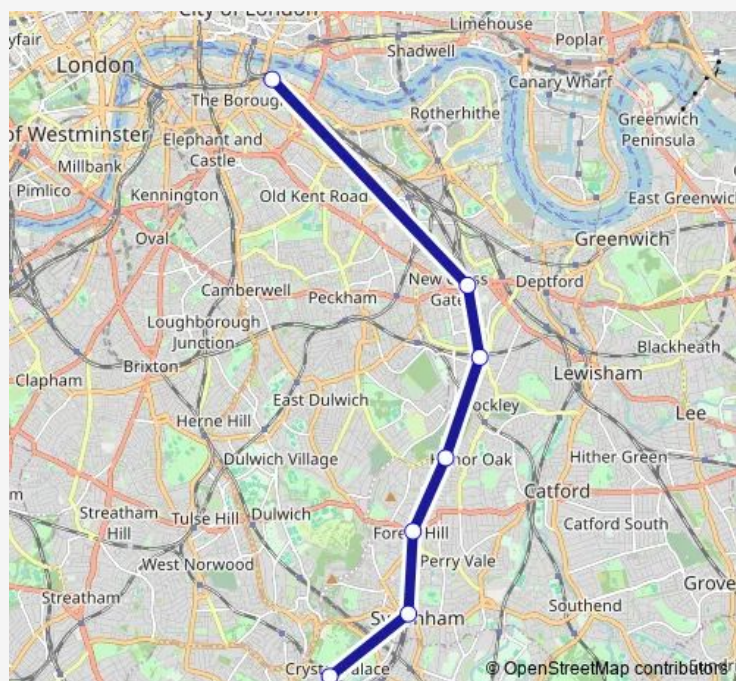 City of London
Limehouse
Poplar
Shadwell
London
Canary Wharf
The Borough
Rotherhithe
Greenwich
Peninsula
of Westminster
Elephant and
Castle
Millbank
Pimlico
Kennington
Old Kent Road
East Greenwich
Oval
Greenwich
New Cross
Gate
Deptford
Camberwell
Peckham
Loughborough
Junction
Blackheath
Brixton
Clapham
Lewisham
East Dulwich
ockley
Lee
Herne Hill
Dulwich Village
Honor Oak
Hither Green
Catford
Streatham
Hill
Tulse Hill
Dulwich
Forest Hill
Catford South
West Norwood
Perry Vale
Grove
Streatham
Southend
Sydenham
Crystal Palace
© OpenStreetMap contributors